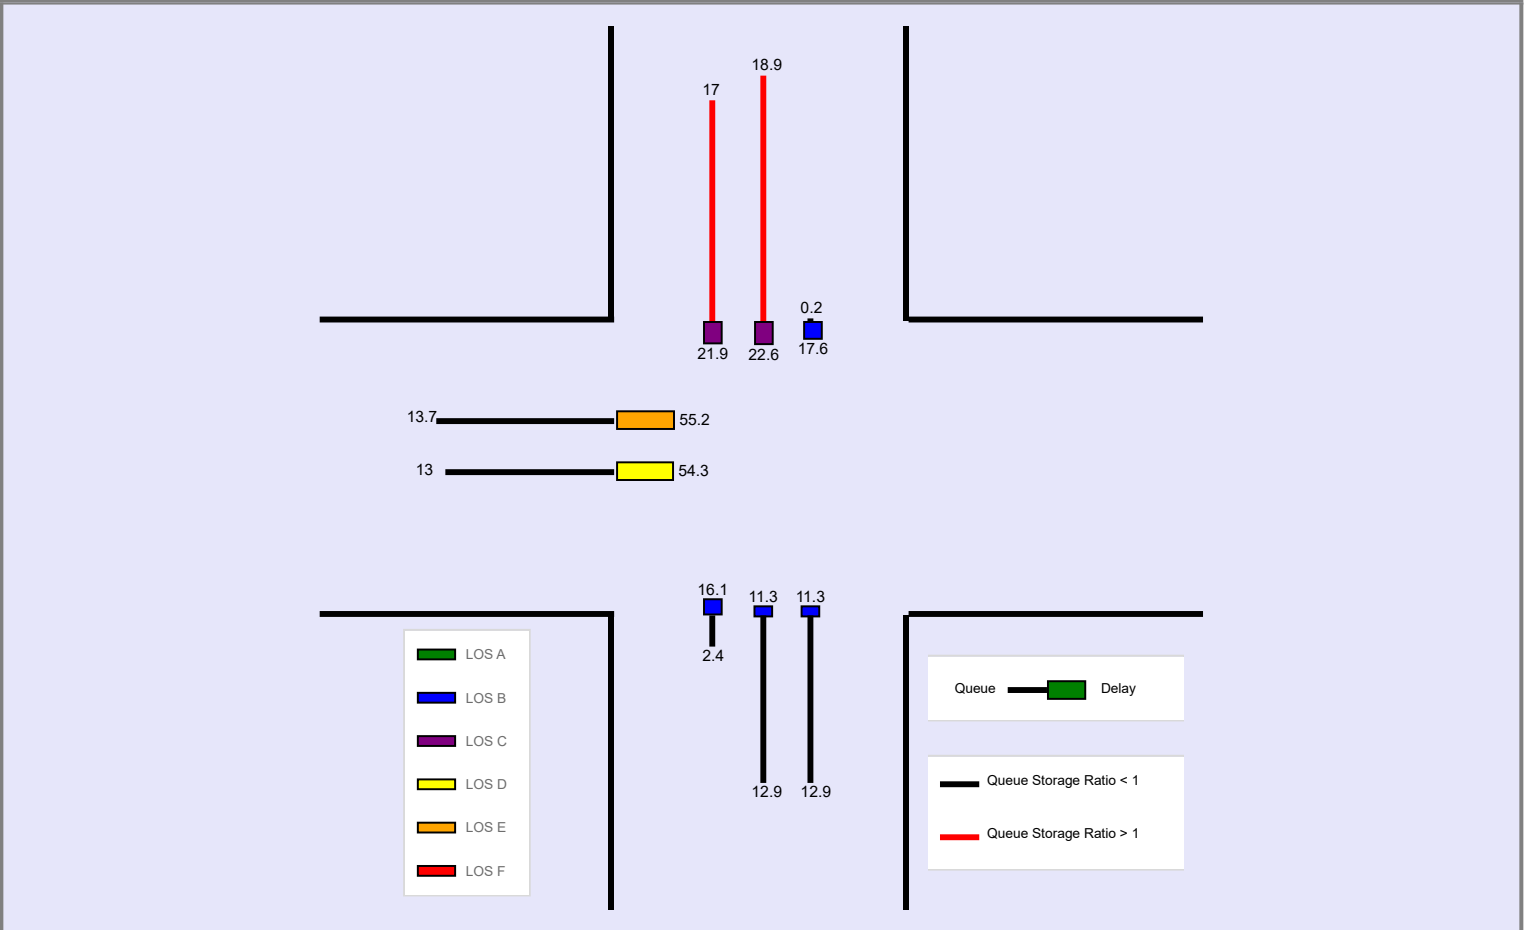 18.9
17
0.2
21.9
22.6
17.6
13.7
55.2
13
54.3
16.1
11.3
11.3
2.4
12.9
12.9
LOS A
LOS B
LOS C
LOS D
LOS E
LOS F
Queue Delay
Queue Storage Ratio < 1
Queue Storage Ratio > 1